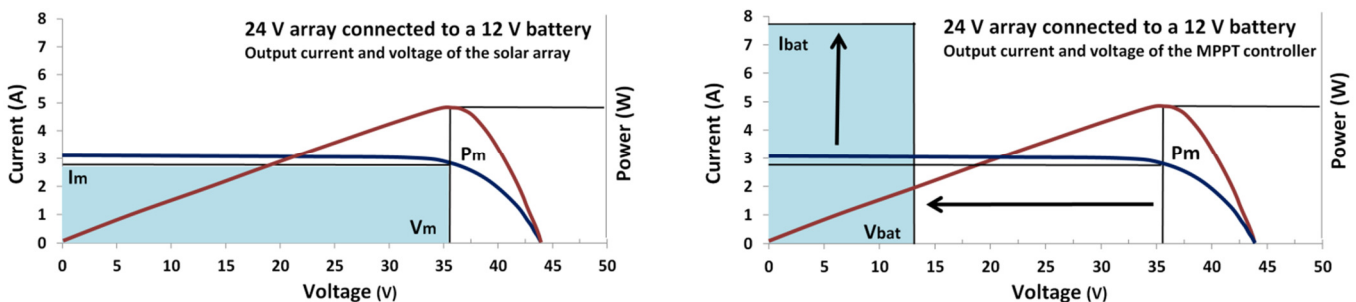 24 V array connected to a 12 V battery
Output current and voltage of the solar array
Current (A)
8
7
6
5
4
3
2
1
0
Im
Pm
Vm
Power (W)
0 5 10 15 20 25 30 35 40 45 50
Voltage (V)
24 V array connected to a 12 V battery
Output current and voltage of the MPPT controller
Current (A)
8
7
6
5
4
3
2
1
0
Ibat
Pm
Vbat
Power (W)
0 5 10 15 20 25 30 35 40 45 50
Voltage (V)